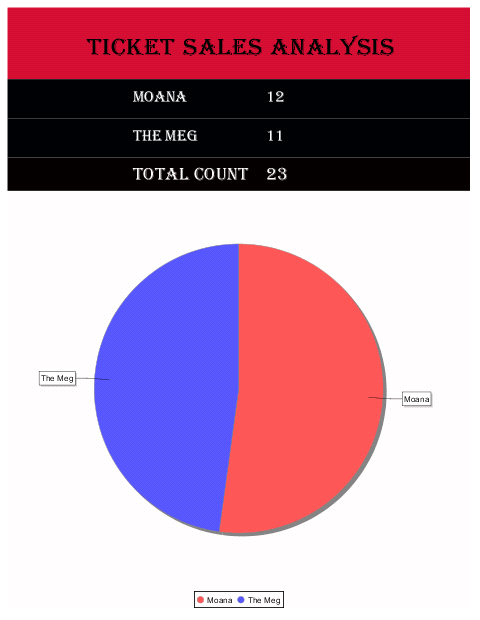 TICKET SALES ANALYSIS
MOANA 12
THE MEG 11
TOTAL COUNT 23
The Meg
Moana
Moana The Meg